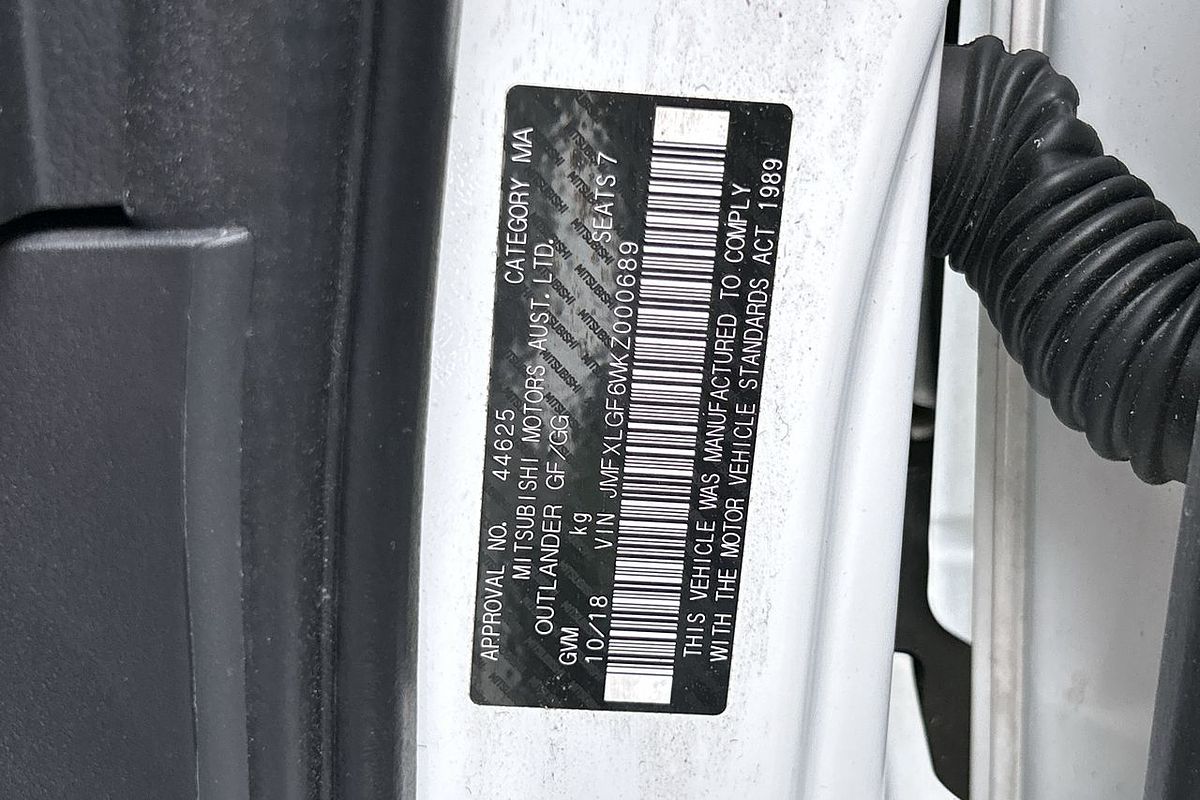 APPROVAL NO. 44625 CATEGORY MA
MITSUBISHI MOTORS AUST. LTD.
OUTLANDER GF/GG
GVM kg SEATS 7
10/18 VIN JMFXLGF6WKZ000689
THIS VEHICLE WAS MANUFACTURED TO COMPLY
WITH THE MOTOR VEHICLE STANDARDS ACT 1989